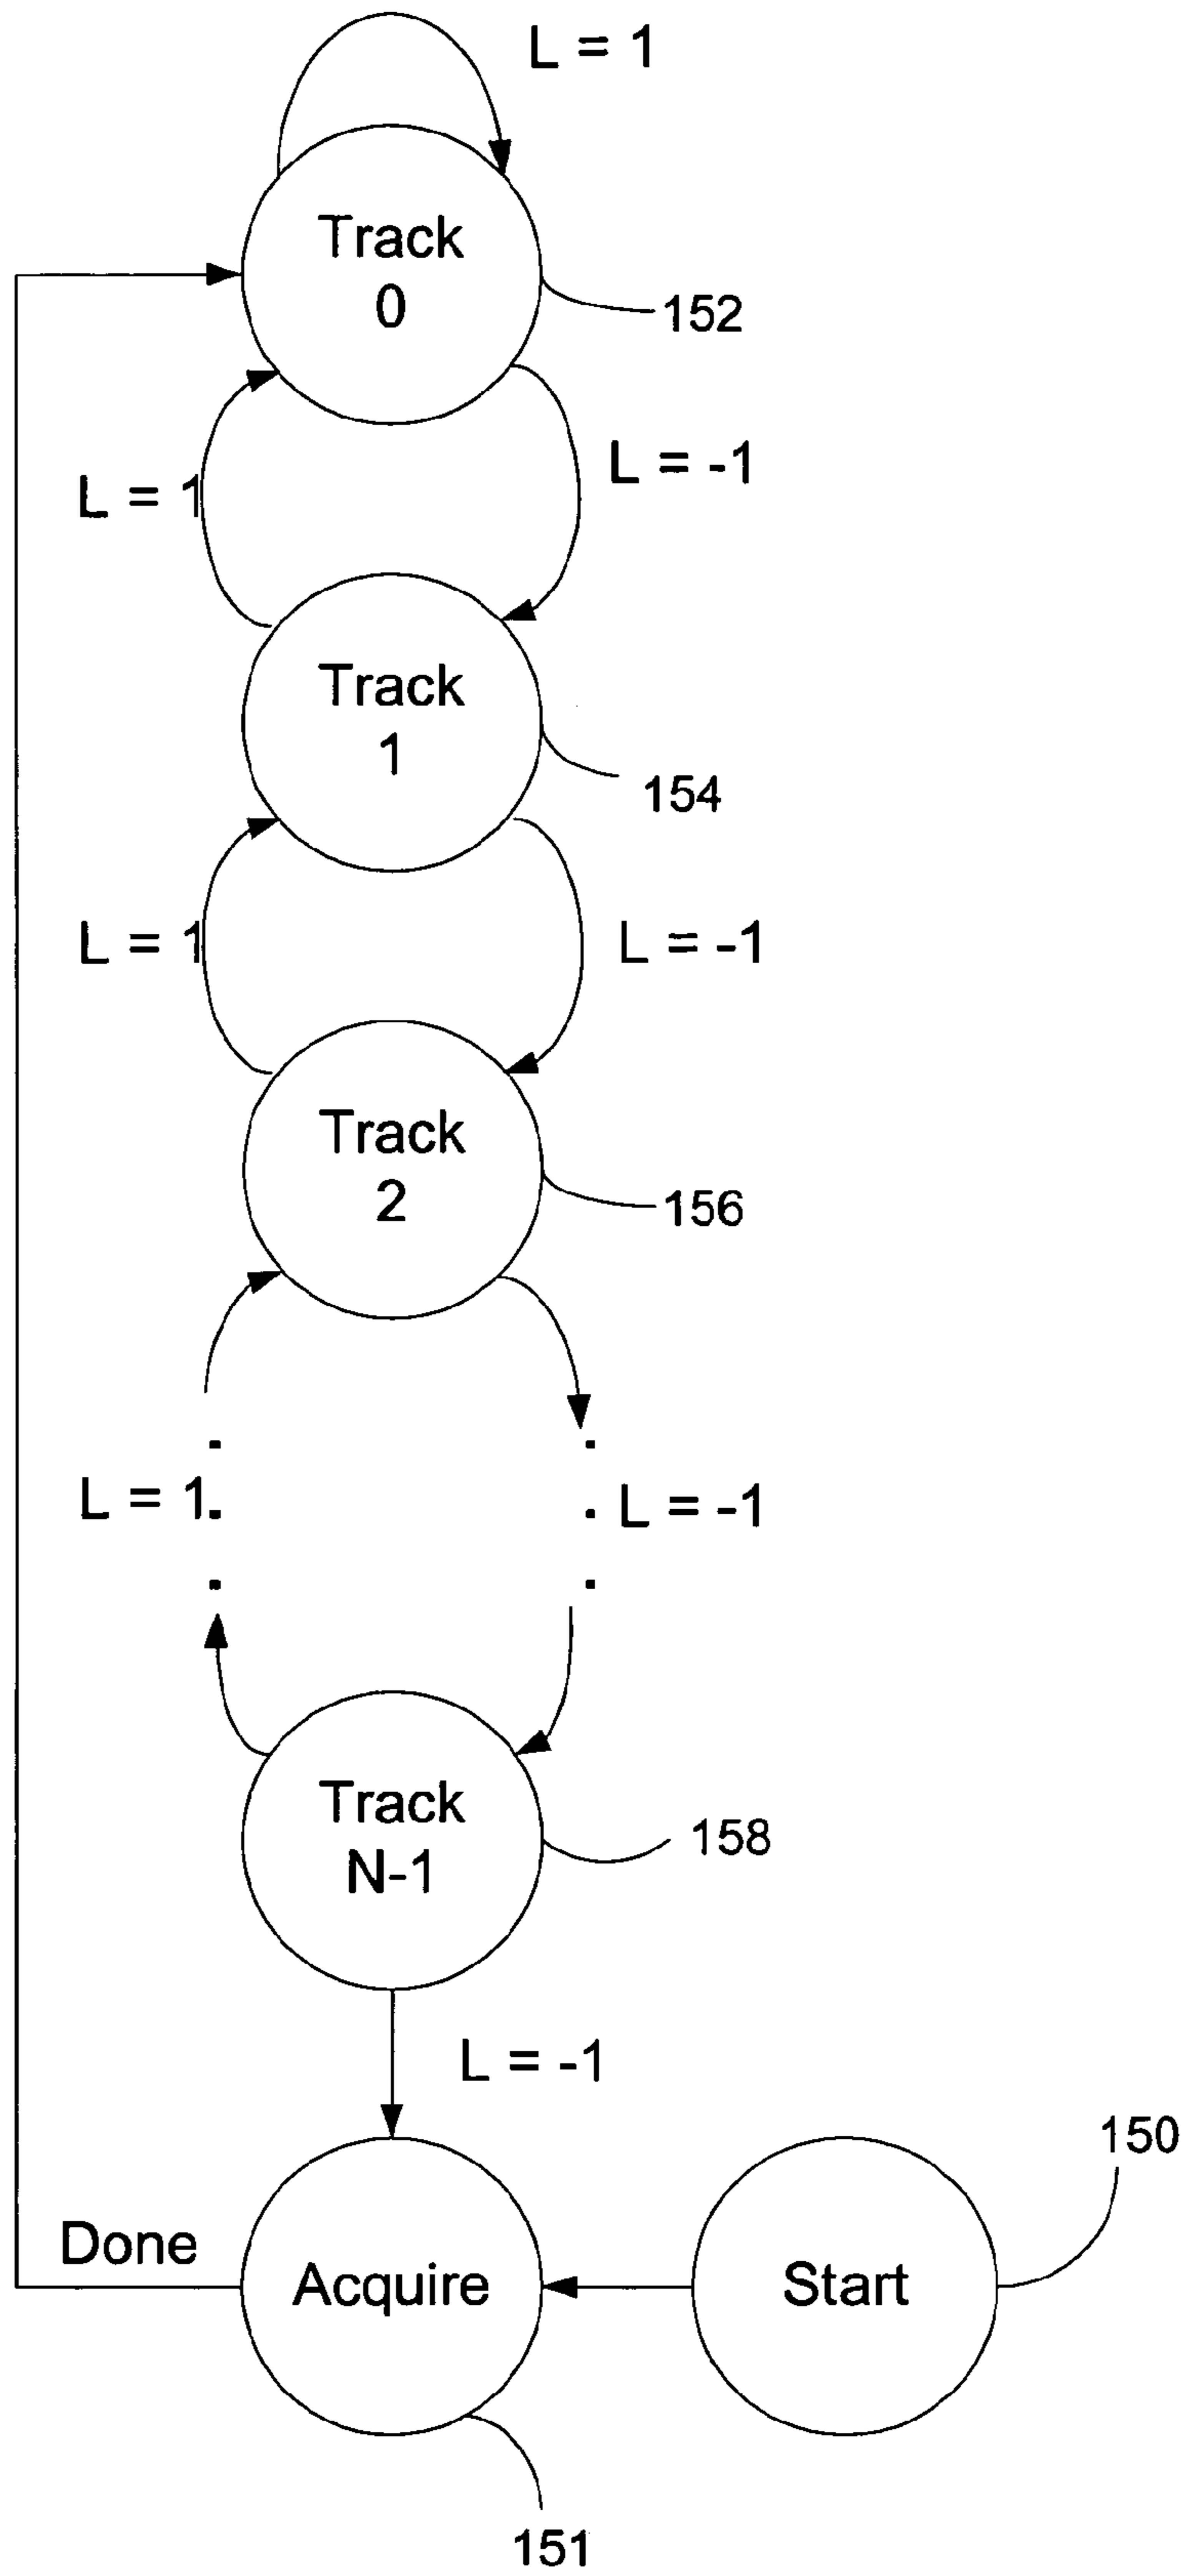 L = 1
Track
0
152
L = -1
L = 1
Track
1
154
L = 1
L = -1
Track
2
156
L = 1
L = -1
Track
N-1
158
L = -1
150
Done
Acquire
Start
151